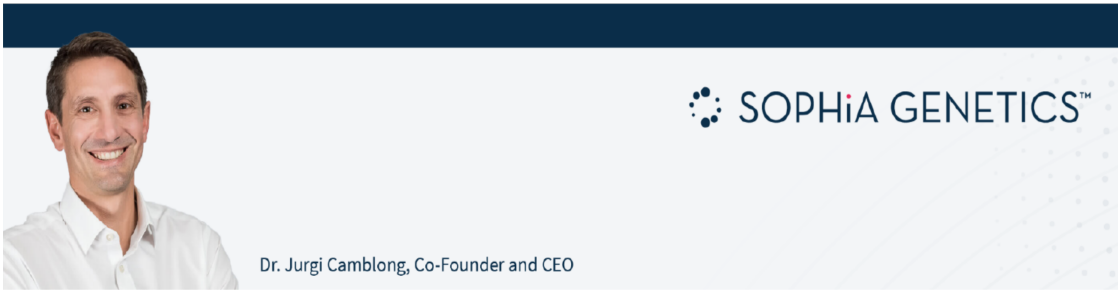 SOPHiA GENETICS™
Dr. Jurgi Camblong, Co-Founder and CEO